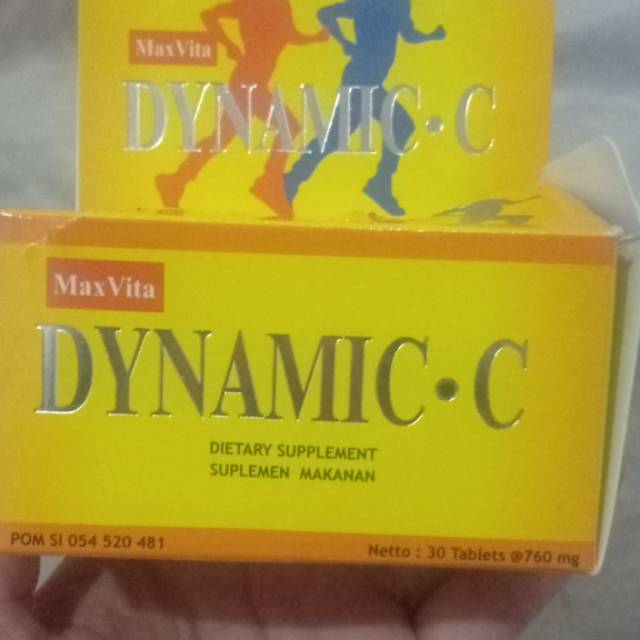 MaxVita
DYNAMIC • C
MaxVita
DYNAMIC • C
DIETARY SUPPLEMENT
SUPLEMEN MAKANAN
POM SI 054 520 481
Netto : 30 Tablets @760 mg